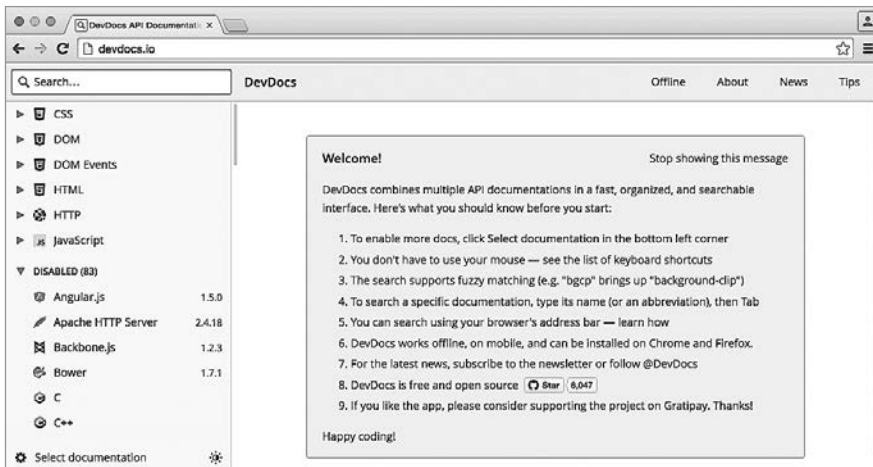 DevDocs API Documentati
devdocs.io
Search...
DevDocs
Offline About News Tips
CSS
DOM
DOM Events
HTML
HTTP
JS JavaScript
DISABLED (83)
Angular.js 1.5.0
Apache HTTP Server 2.4.18
Backbone.js 1.2.3
Bower 1.7.1
C
C++
Select documentation
Welcome! Stop showing this message
DevDocs combines multiple API documentations in a fast, organized, and searchable
interface. Here's what you should know before you start:
1. To enable more docs, click Select documentation in the bottom left corner
2. You don't have to use your mouse — see the list of keyboard shortcuts
3. The search supports fuzzy matching (e.g. "bgcp" brings up "background-clip")
4. To search a specific documentation, type its name (or an abbreviation), then Tab
5. You can search using your browser's address bar — learn how
6. DevDocs works offline, on mobile, and can be installed on Chrome and Firefox.
7. For the latest news, subscribe to the newsletter or follow @DevDocs
8. DevDocs is free and open source Star 6,047
9. If you like the app, please consider supporting the project on Gratipay. Thanks!
Happy coding!